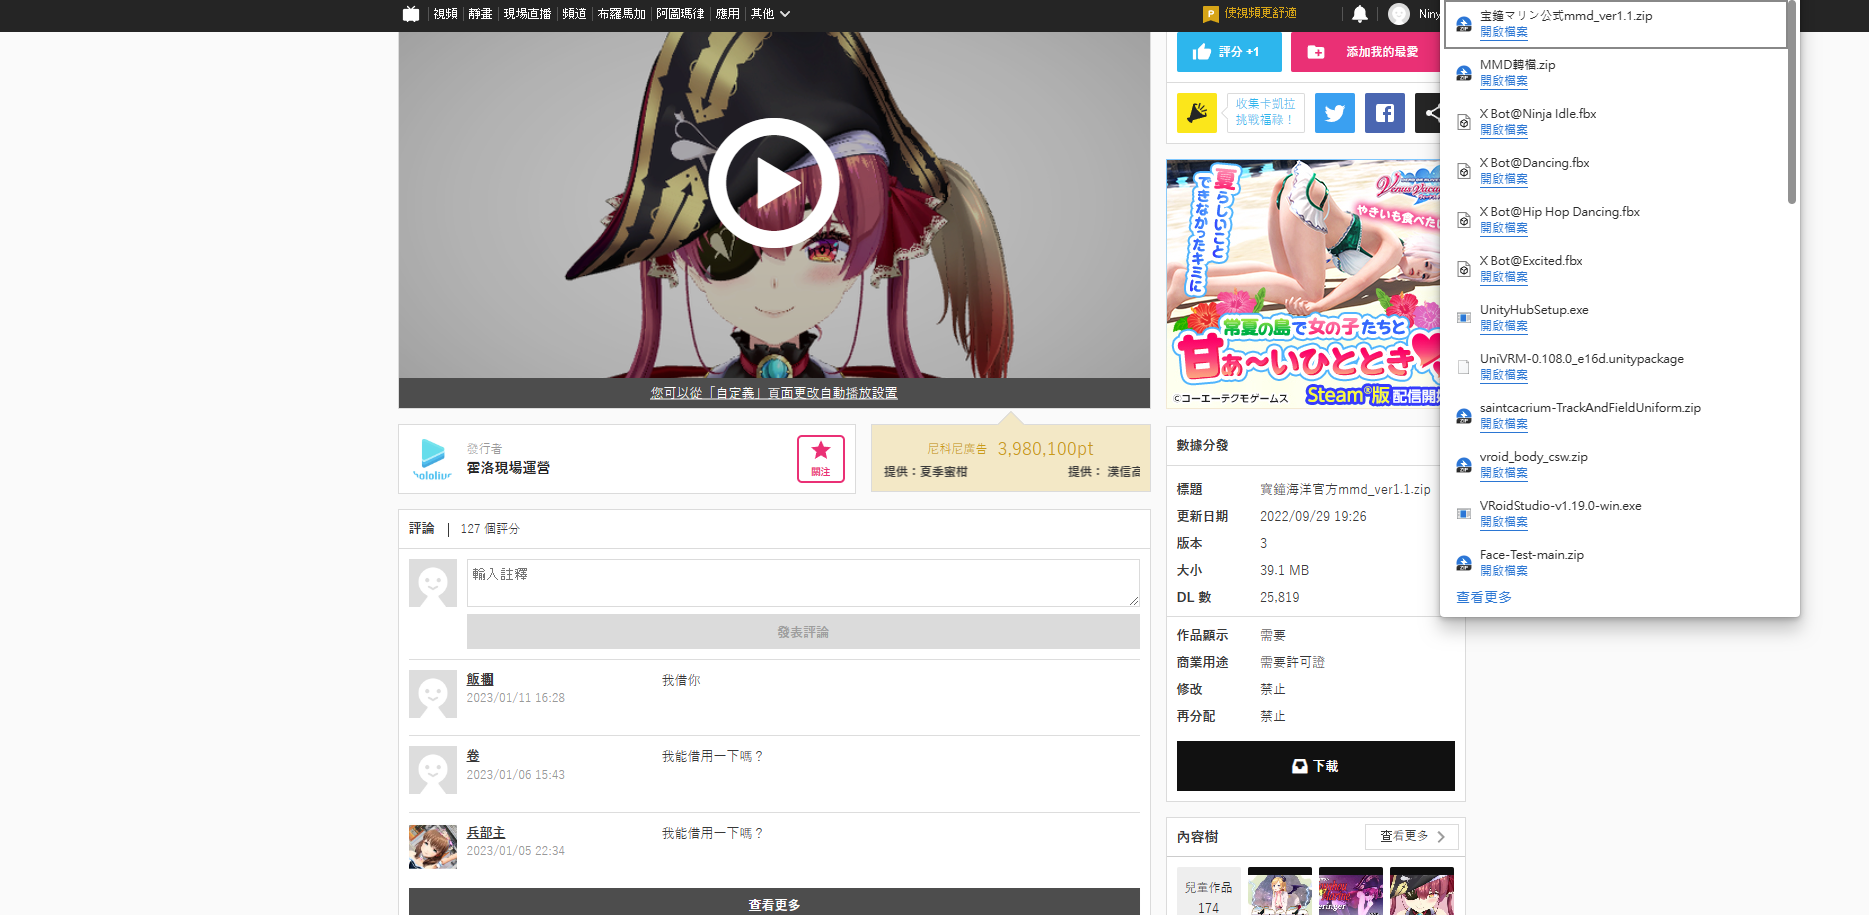 視頻
靜畫
現場直播
頻道
布羅馬加
阿圖瑪律
應用
其他
使視頻更舒適
您可以從「自定義」頁面更改自動播放設置
hololive
發行者
霍洛現場運營
關注
尼科尼廣告 3,980,100pt
提供：夏季蜜柑
提供：
評論
127 個評分
輸入註釋
發表評論
飯欄
2023/01/11 16:28
我借你
卷
2023/01/06 15:43
我能借用一下嗎？
兵部主
2023/01/05 22:34
我能借用一下嗎？
查看更多
評分 +1
添加我的最愛
收集卡凱拉
挑戰福祿！
夏らしいこと
できなかったキミに
Venus Vacation
やきいも食べた
常夏の島で女の子たちと
甘ぁ～いひととき
©コーエーテクモゲームス
Steam®版 配信開
數據分發
標題 寶鐘海洋官方mmd_ver1.1.zip
更新日期 2022/09/29 19:26
版本 3
大小 39.1 MB
DL 數 25,819
作品顯示 需要
商業用途 需要許可證
修改 禁止
再分配 禁止
下載
內容樹
查看更多
兒童作品
174
宝鐘マリン公式mmd_ver1.1.zip
開啟檔案
MMD轉檔.zip
開啟檔案
X Bot@Ninja Idle.fbx
開啟檔案
X Bot@Dancing.fbx
開啟檔案
X Bot@Hip Hop Dancing.fbx
開啟檔案
X Bot@Excited.fbx
開啟檔案
UnityHubSetup.exe
開啟檔案
UniVRM-0.108.0_e16d.unitypackage
開啟檔案
saintcacrium-TrackAndFieldUniform.zip
開啟檔案
vroid_body_csw.zip
開啟檔案
VRoidStudio-v1.19.0-win.exe
開啟檔案
Face-Test-main.zip
開啟檔案
查看更多